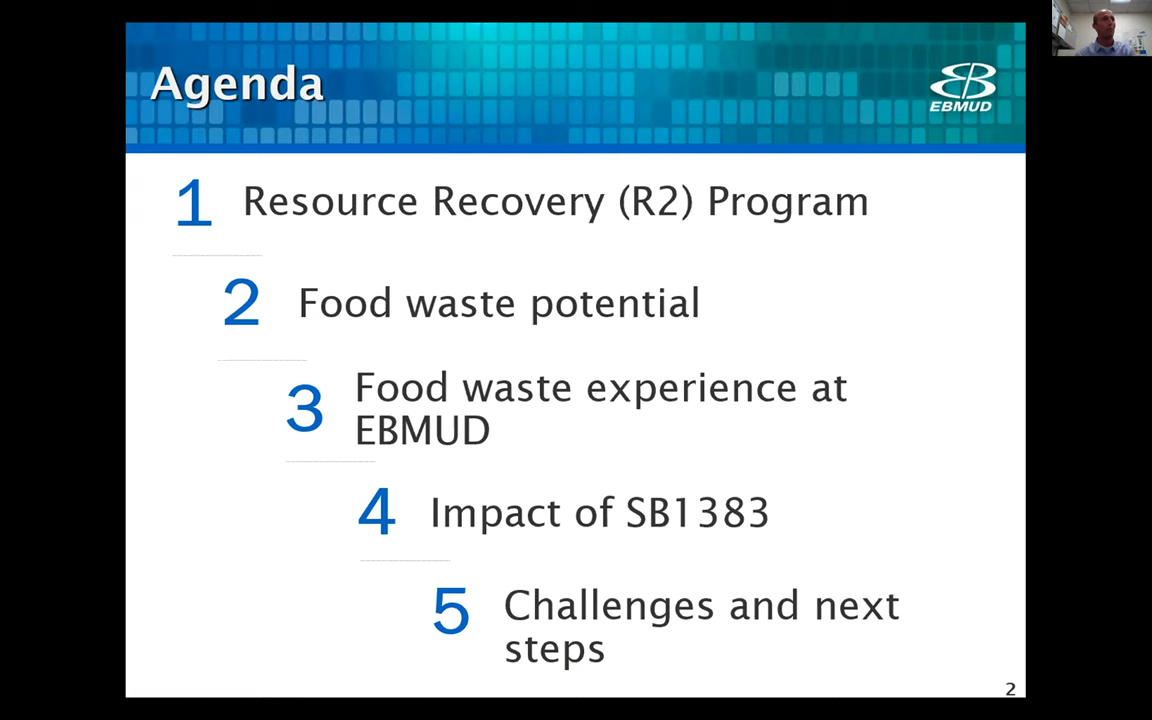 Agenda
EBMUD
1 Resource Recovery (R2) Program
2 Food waste potential
3 Food waste experience at
EBMUD
4 Impact of SB1383
5 Challenges and next
steps
2